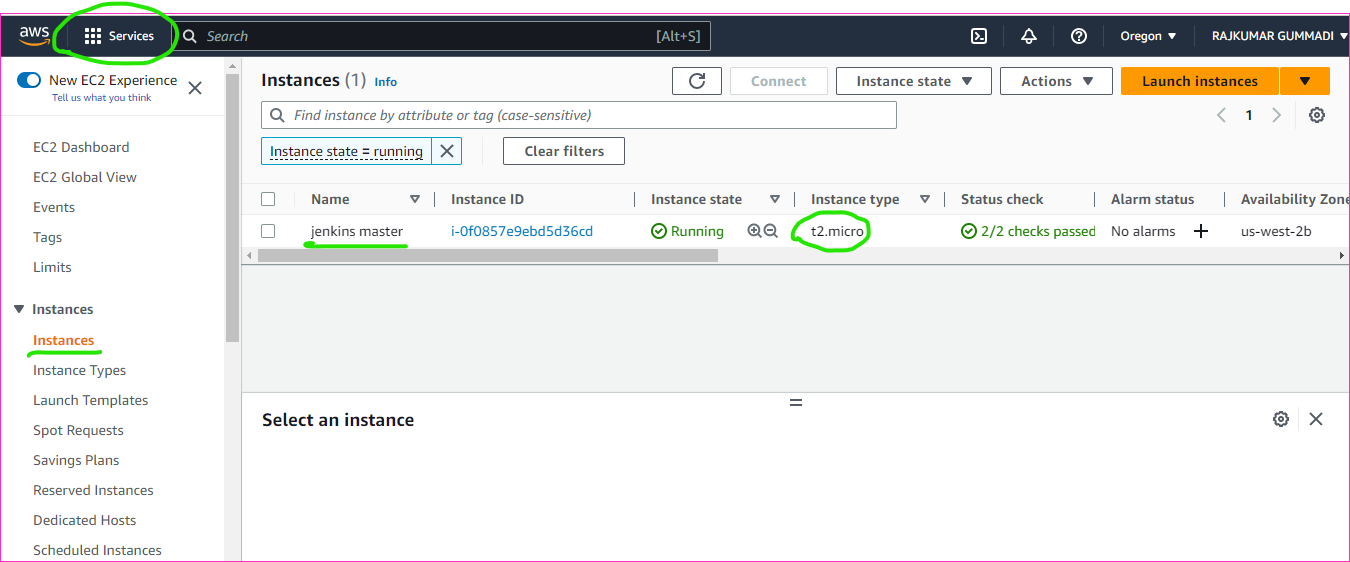 aws Services Search [Alt+S] Oregon RAJKUMAR GUMMADI
New EC2 Experience
Tell us what you think
EC2 Dashboard
EC2 Global View
Events
Tags
Limits
Instances
Instances
Instance Types
Launch Templates
Spot Requests
Savings Plans
Reserved Instances
Dedicated Hosts
Scheduled Instances
Instances (1) Info Connect Instance state Actions Launch instances
Find instance by attribute or tag (case-sensitive) 1
Instance state = running Clear filters
Name Instance ID Instance state Instance type Status check Alarm status Availability Zone
jenkins master i-0f0857e9ebd5d36cd Running t2.micro 2/2 checks passed No alarms + us-west-2b
Select an instance